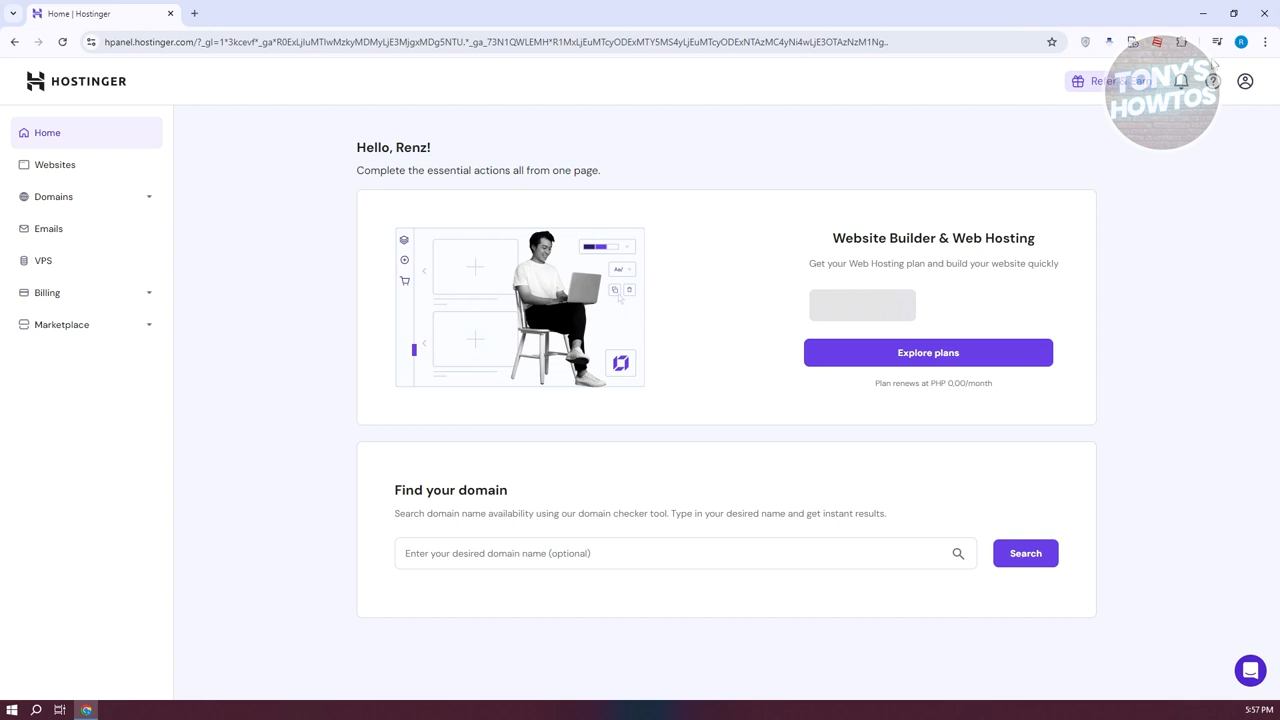 Home | Hostinger
hpanel.hostinger.com/?_gl=1*3kcevf*_ga*R0ExLjIuMTIwMzkyMDMyLjE3MjgxMDg5NTU.*_ga_73N1QWLEMH*R1MxLjEuMTcyODExMTY5MS4yLjEuMTcyODExNTAzMC4yNi4wLjE3OTAzNzM1Ng..
R
HOSTINGER
Refer & Earn
TONY'S
HOWTOS
Home
Websites
Domains
Emails
VPS
Billing
Marketplace
Hello, Renz!
Complete the essential actions all from one page.
Aa
Website Builder & Web Hosting
Get your Web Hosting plan and build your website quickly
Explore plans
Plan renews at PHP 0,00/month
Find your domain
Search domain name availability using our domain checker tool. Type in your desired name and get instant results.
Enter your desired domain name (optional)
Search
5:57 PM